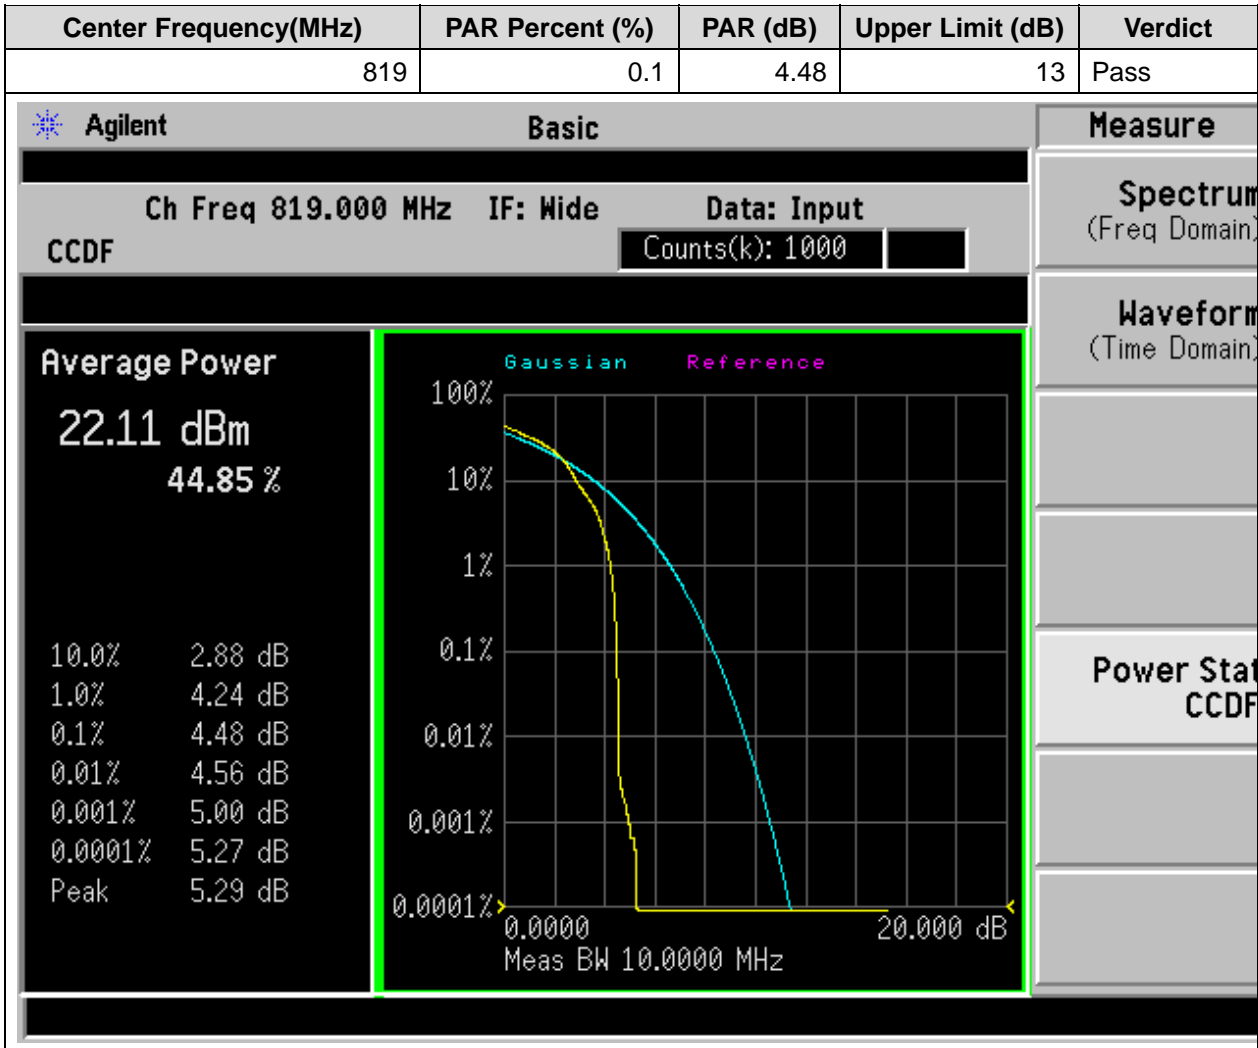 Center Frequency(MHz) PAR Percent (%) PAR (dB) Upper Limit (dB) Verdict
819 0.1 4.48 13 Pass
Agilent Basic Measure
Ch Freq 819.000 MHz IF: Wide Data: Input
CCDF Counts(k): 1000
Spectrum
(Freq Domain)
Waveform
(Time Domain)
Power Stat
CCDF
Average Power
22.11 dBm
44.85 %
10.0% 2.88 dB
1.0% 4.24 dB
0.1% 4.48 dB
0.01% 4.56 dB
0.001% 5.00 dB
0.0001% 5.27 dB
Peak 5.29 dB
Gaussian Reference
100%
10%
1%
0.1%
0.01%
0.001%
0.0001%
0.0000 20.000 dB
Meas BW 10.0000 MHz